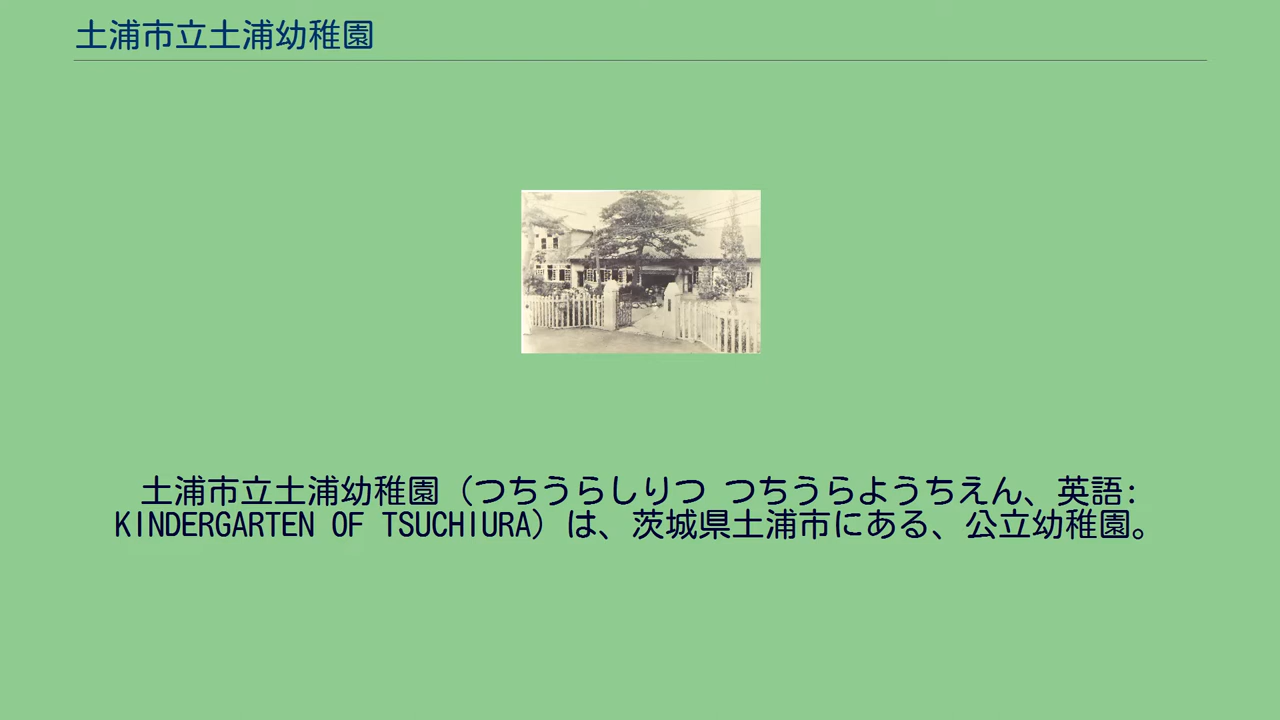 土浦市立土浦幼稚園
土浦市立土浦幼稚園（つちうらしりつ つちうらようちえん、英語:
KINDERGARTEN OF TSUCHIURA）は、茨城県土浦市にある、公立幼稚園。